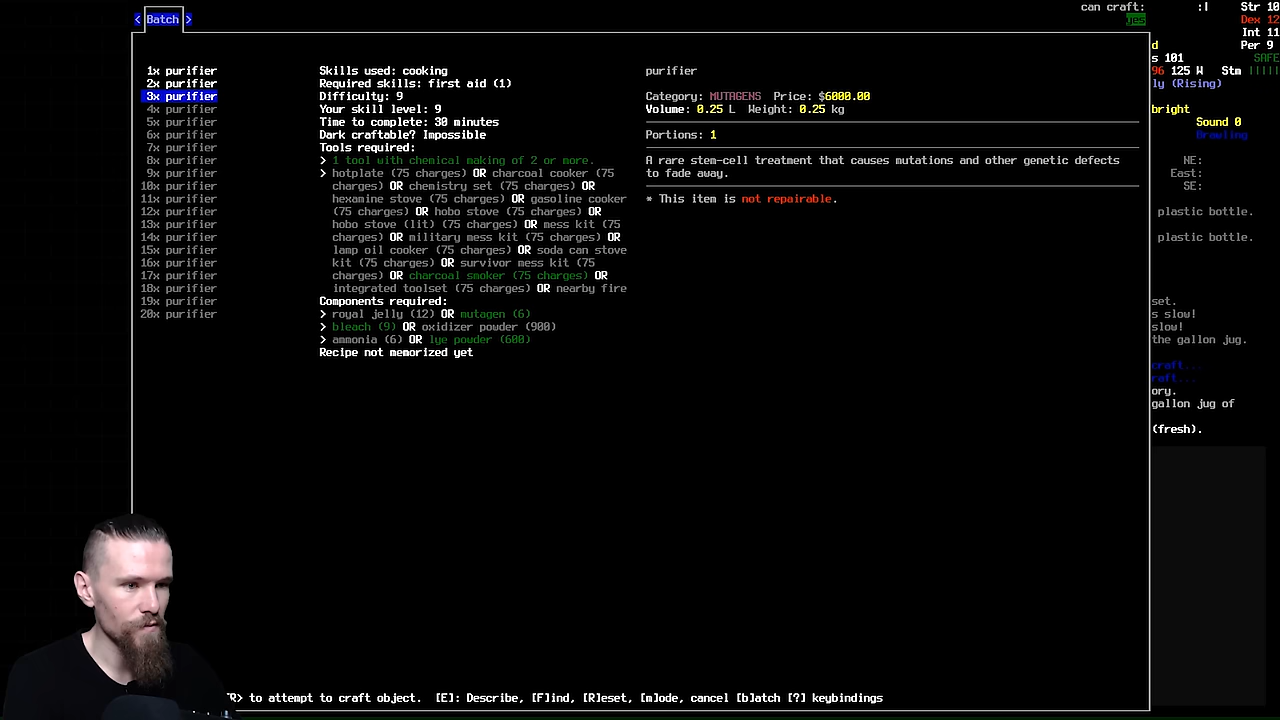 < Batch >
can craft: :| Str 10
yes Dex 12
Int 11
d Per 9
s 101 SAFE
96 125 W Stm |||||
ly (Rising)
bright
Sound 0
Brawling
NE:
East:
SE:
plastic bottle.
plastic bottle.
set.
s slow!
slow!
the gallon jug.
craft...
raft...
ory.
gallon jug of
(fresh).
1x purifier
2x purifier
3x purifier
4x purifier
5x purifier
6x purifier
7x purifier
8x purifier
9x purifier
10x purifier
11x purifier
12x purifier
13x purifier
14x purifier
15x purifier
16x purifier
17x purifier
18x purifier
19x purifier
20x purifier
Skills used: cooking
Required skills: first aid (1)
Difficulty: 9
Your skill level: 9
Time to complete: 30 minutes
Dark craftable? Impossible
Tools required:
> 1 tool with chemical making of 2 or more.
> hotplate (75 charges) OR charcoal cooker (75
charges) OR chemistry set (75 charges) OR
hexamine stove (75 charges) OR gasoline cooker
(75 charges) OR hobo stove (75 charges) OR
hobo stove (lit) (75 charges) OR mess kit (75
charges) OR military mess kit (75 charges) OR
lamp oil cooker (75 charges) OR soda can stove
kit (75 charges) OR survivor mess kit (75
charges) OR charcoal smoker (75 charges) OR
integrated toolset (75 charges) OR nearby fire
Components required:
> royal jelly (12) OR mutagen (6)
> bleach (9) OR oxidizer powder (900)
> ammonia (6) OR lye powder (600)
Recipe not memorized yet
purifier
Category: MUTAGENS Price: $6000.00
Volume: 0.25 L Weight: 0.25 kg
Portions: 1
A rare stem-cell treatment that causes mutations and other genetic defects
to fade away.
* This item is not repairable.
R> to attempt to craft object. [E]: Describe, [F]ind, [R]eset, [m]ode, cancel [b]atch [?] keybindings